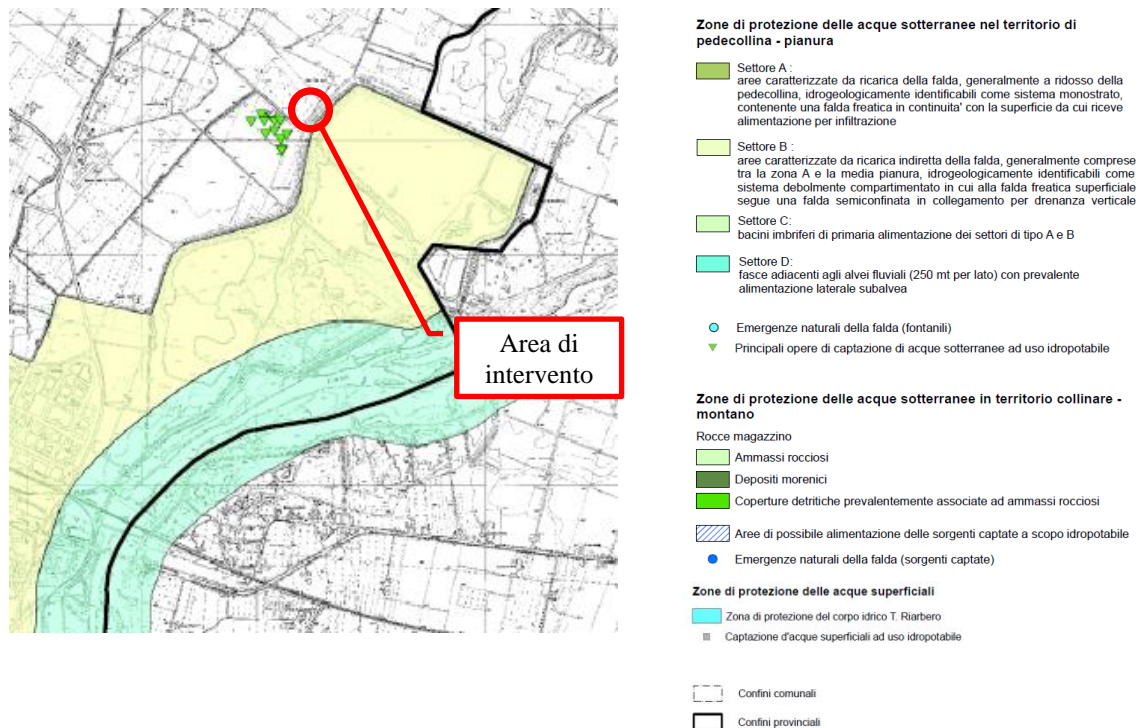 Area di
intervento
Zone di protezione delle acque sotterranee nel territorio di
pedecollina - pianura
Settore A :
aree caratterizzate da ricarica della falda, generalmente a ridosso della
pedecollina, idrogeologicamente identificabili come sistema monostrato,
contenente una falda freatica in continuita' con la superficie da cui riceve
alimentazione per infiltrazione
Settore B :
aree caratterizzate da ricarica indiretta della falda, generalmente comprese
tra la zona A e la media pianura, idrogeologicamente identificabili come
sistema debolmente compartimentato in cui alla falda freatica superficiale
segue una falda semiconfinata in collegamento per drenanza verticale
Settore C:
bacini imbriferi di primaria alimentazione dei settori di tipo A e B
Settore D:
fasce adiacenti agli alvei fluviali (250 mt per lato) con prevalente
alimentazione laterale subalvea
Emergenze naturali della falda (fontanili)
Principali opere di captazione di acque sotterranee ad uso idropotabile
Zone di protezione delle acque sotterranee in territorio collinare -
montano
Rocce magazzino
Ammassi rocciosi
Depositi morenici
Coperture detritiche prevalentemente associate ad ammassi rocciosi
Aree di possibile alimentazione delle sorgenti captate a scopo idropotabile
Emergenze naturali della falda (sorgenti captate)
Zone di protezione delle acque superficiali
Zona di protezione del corpo idrico T. Riarbero
Captazione d'acque superficiali ad uso idropotabile
Confini comunali
Confini provinciali